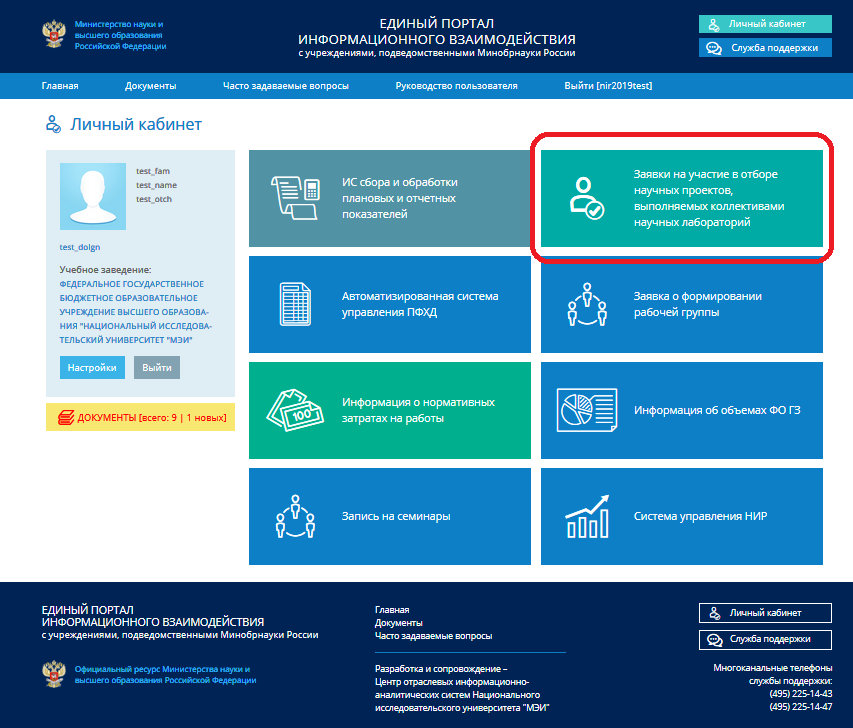 Министерство науки и
высшего образования
Российской Федерации
ЕДИНЫЙ ПОРТАЛ
ИНФОРМАЦИОННОГО ВЗАИМОДЕЙСТВИЯ
с учреждениями, подведомственными Минобрнауки России
Личный кабинет
Служба поддержки
Главная
Документы
Часто задаваемые вопросы
Руководство пользователя
Выйти [nir2019test]
Личный кабинет
test_fam
test_name
test_otch
test_dolgn
Учебное заведение:
ФЕДЕРАЛЬНОЕ ГОСУДАРСТВЕННОЕ
БЮДЖЕТНОЕ ОБРАЗОВАТЕЛЬНОЕ
УЧРЕЖДЕНИЕ ВЫСШЕГО ОБРАЗОВА-
НИЯ "НАЦИОНАЛЬНЫЙ ИССЛЕДОВА-
ТЕЛЬСКИЙ УНИВЕРСИТЕТ "МЭИ"
Настройки
Выйти
ДОКУМЕНТЫ [всего: 9 | 1 новых]
ИС сбора и обработки
плановых и отчетных
показателей
Заявки на участие в отборе
научных проектов,
выполняемых коллективами
научных лабораторий
Автоматизированная система
управления ПФХД
Заявка о формировании
рабочей группы
100
Информация о нормативных
затратах на работы
Информация об объемах ФО ГЗ
Запись на семинары
Система управления НИР
ЕДИНЫЙ ПОРТАЛ
ИНФОРМАЦИОННОГО ВЗАИМОДЕЙСТВИЯ
с учреждениями, подведомственными Минобрнауки России
Официальный ресурс Министерства науки и
высшего образования Российской Федерации
Главная
Документы
Часто задаваемые вопросы
Разработка и сопровождение –
Центр отраслевых информационно-
аналитических систем Национального
исследовательского университета "МЭИ"
Личный кабинет
Служба поддержки
Многоканальные телефоны
службы поддержки:
(495) 225-14-43
(495) 225-14-47